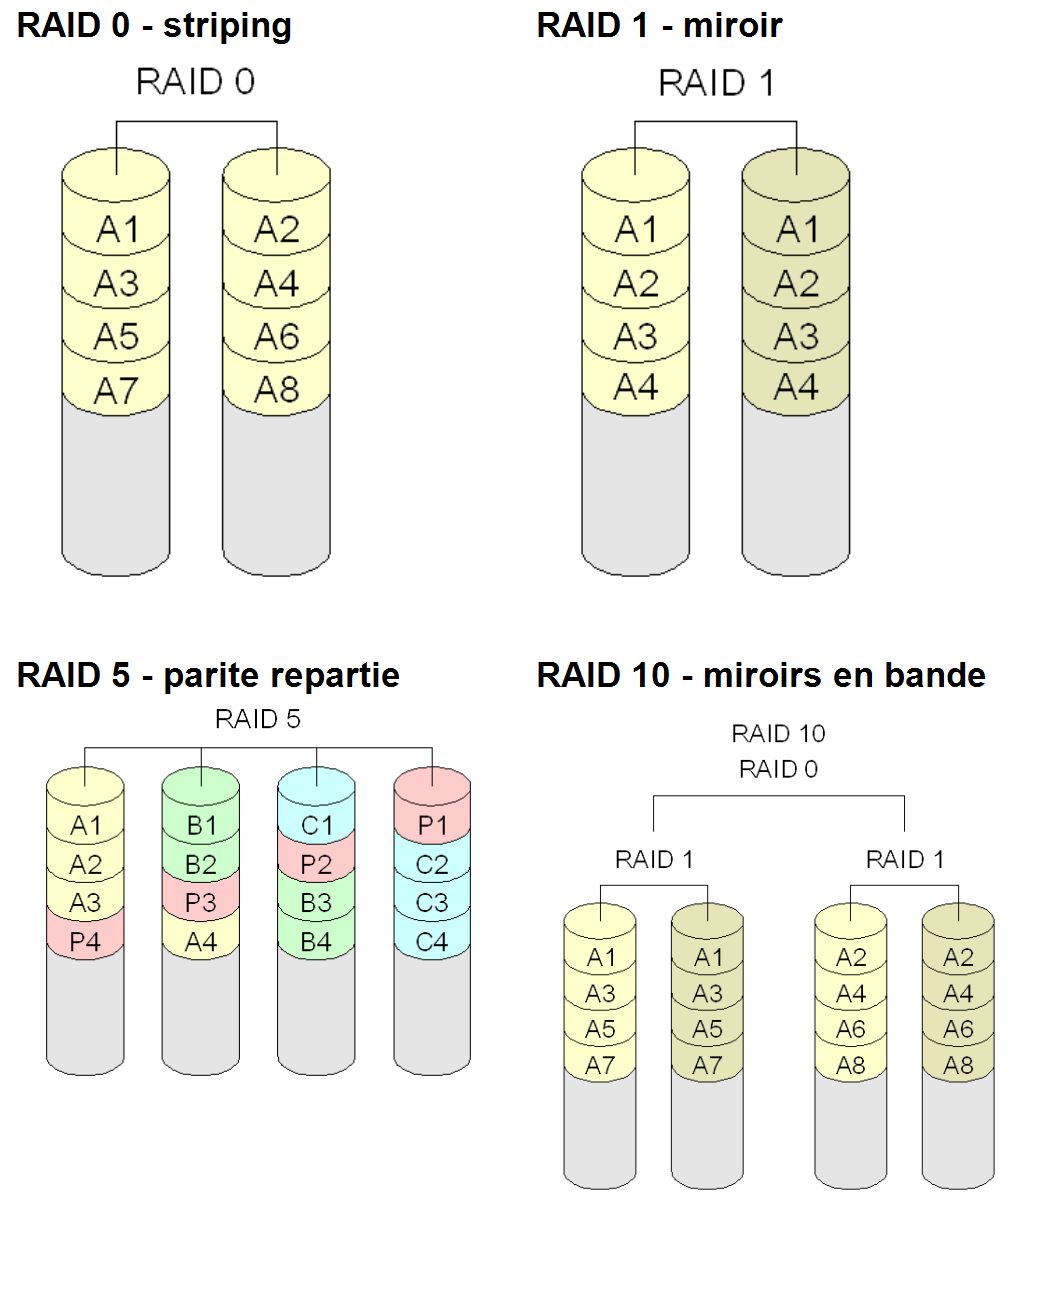 RAID 0 - striping
RAID 0
A1 A2
A3 A4
A5 A6
A7 A8
RAID 1 - miroir
RAID 1
A1 A1
A2 A2
A3 A3
A4 A4
RAID 5 - parite repartie
RAID 5
A1 B1 C1 P1
A2 B2 P2 C2
A3 P3 B3 C3
P4 A4 B4 C4
RAID 10 - miroirs en bande
RAID 10
RAID 0
RAID 1 RAID 1
A1 A1 A2 A2
A3 A3 A4 A4
A5 A5 A6 A6
A7 A7 A8 A8